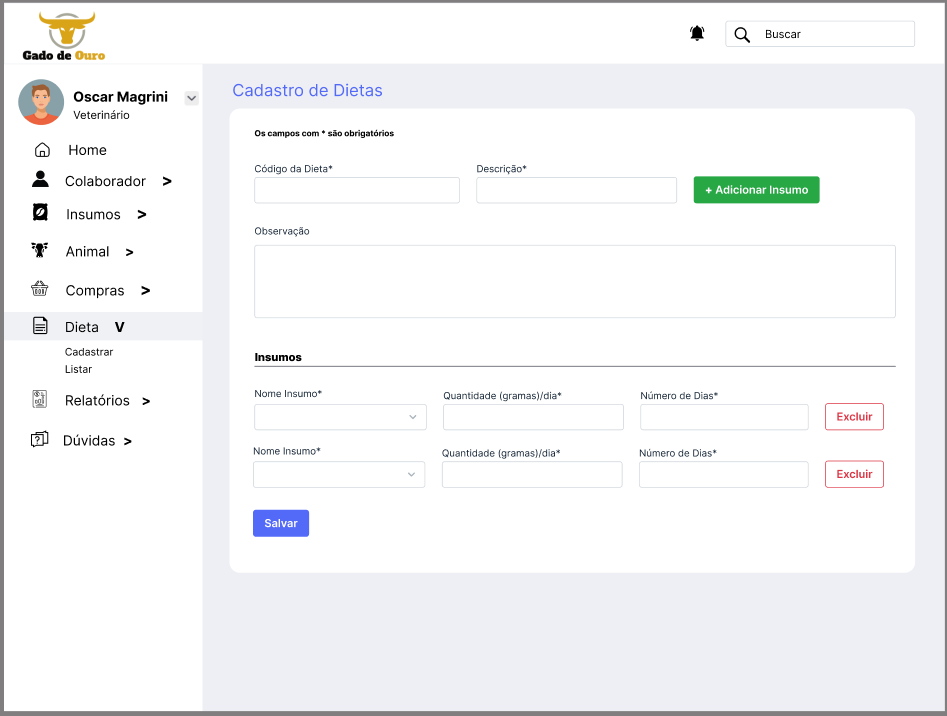 Gado de Ouro
Buscar
Oscar Magrini
Veterinário
Home
Colaborador >
Insumos >
Animal >
Compras >
Dieta V
Cadastrar
Listar
Relatórios >
Dúvidas >
Cadastro de Dietas
Os campos com * são obrigatórios
Código da Dieta* Descrição*
+ Adicionar Insumo
Observação
Insumos
Nome Insumo* Quantidade (gramas)/dia* Número de Dias*
Excluir
Nome Insumo* Quantidade (gramas)/dia* Número de Dias*
Excluir
Salvar